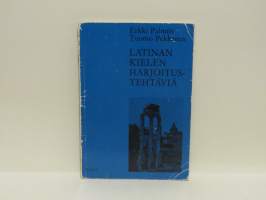 Erkki Palmén
Tuomo Pekkanen
LATINAN
KIELEN
HARJOITUS-
TEHTÄVIÄ